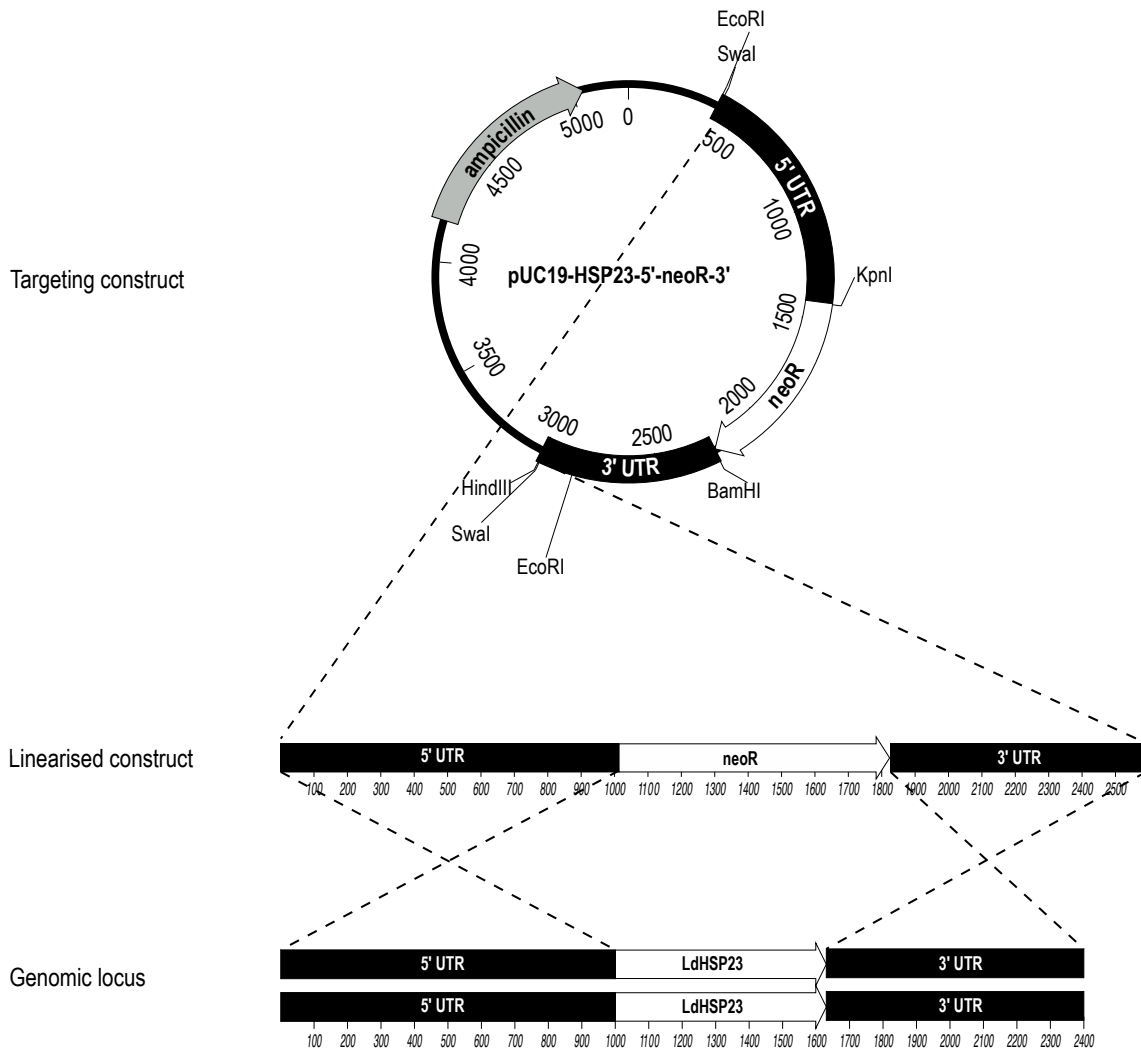 EcoRI
SwaI
ampicillin
5000
0
500
4500
5' UTR
1000
4000
Targeting construct
pUC19-HSP23-5'-neoR-3'
KpnI
1500
3500
2000
neoR
3000
2500
3' UTR
HindIII
BamHI
SwaI
EcoRI
Linearised construct
5' UTR
neoR
3' UTR
100 200 300 400 500 600 700 800 900 1000 1100 1200 1300 1400 1500 1600 1700 1800 1900 2000 2100 2200 2300 2400 2500
Genomic locus
5' UTR
LdHSP23
3' UTR
5' UTR
LdHSP23
3' UTR
100 200 300 400 500 600 700 800 900 1000 1100 1200 1300 1400 1500 1600 1700 1800 1900 2000 2100 2200 2300 2400